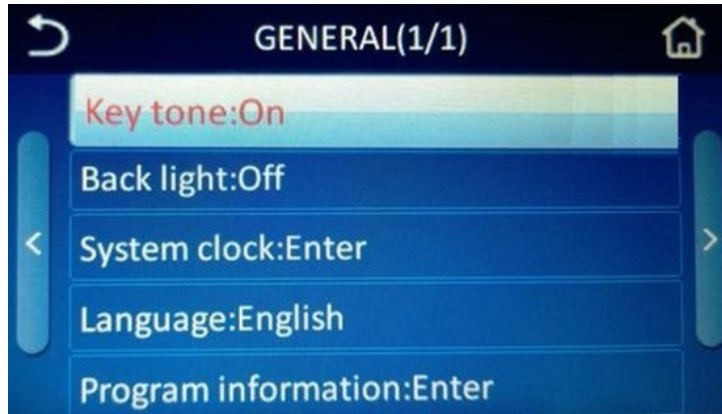 GENERAL(1/1)
Key tone:On
Back light:Off
System clock:Enter
Language:English
Program information:Enter